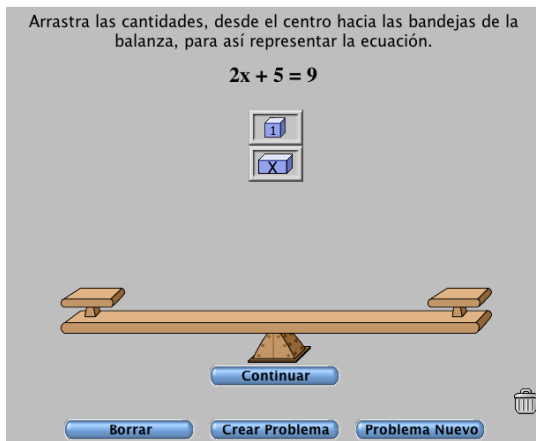 Arrastra las cantidades, desde el centro hacia las bandejas de la
balanza, para así representar la ecuación.
2x + 5 = 9
1
X
Continuar
Borrar
Crear Problema
Problema Nuevo